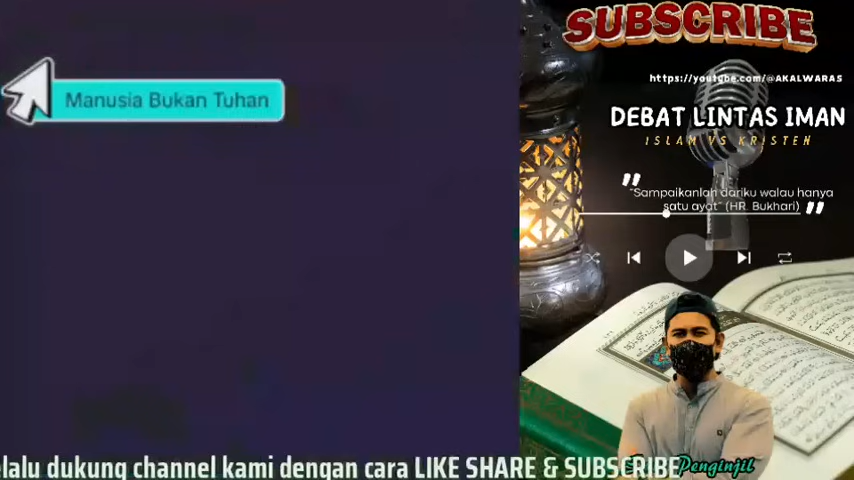 SUBSCRIBE
https://youtube.com/@AKALWARAS
Manusia Bukan Tuhan
DEBAT LINTAS IMAN
ISLAM VS KRISTEN
"Sampaikanlah dariku walau hanya
satu ayat" (HR. Bukhari)
elalu dukung channel kami dengan cara LIKE SHARE & SUBSCRIBE
Penginjil